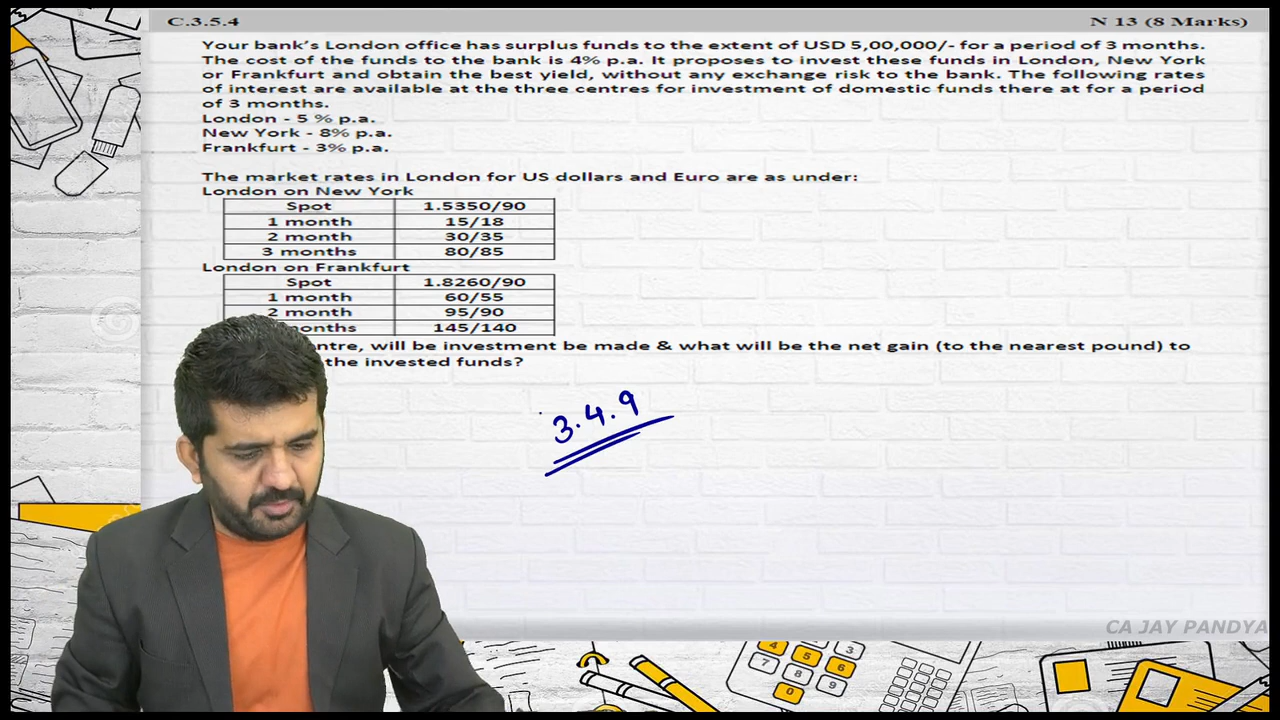 C.3.5.4 N 13 (8 Marks)
Your bank's London office has surplus funds to the extent of USD 5,00,000/- for a period of 3 months.
The cost of the funds to the bank is 4% p.a. It proposes to invest these funds in London, New York
or Frankfurt and obtain the best yield, without any exchange risk to the bank. The following rates
of interest are available at the three centres for investment of domestic funds there at for a period
of 3 months.
London - 5 % p.a.
New York - 8% p.a.
Frankfurt - 3% p.a.
The market rates in London for US dollars and Euro are as under:
London on New York
Spot 1.5350/90
1 month 15/18
2 month 30/35
3 months 80/85
London on Frankfurt
Spot 1.8260/90
1 month 60/55
2 month 95/90
145/140
will be investment be made & what will be the net gain (to the nearest pound) to
the invested funds?
3.4.9
CA JAY PANDYA
4 5 6 3
7 8 9
0